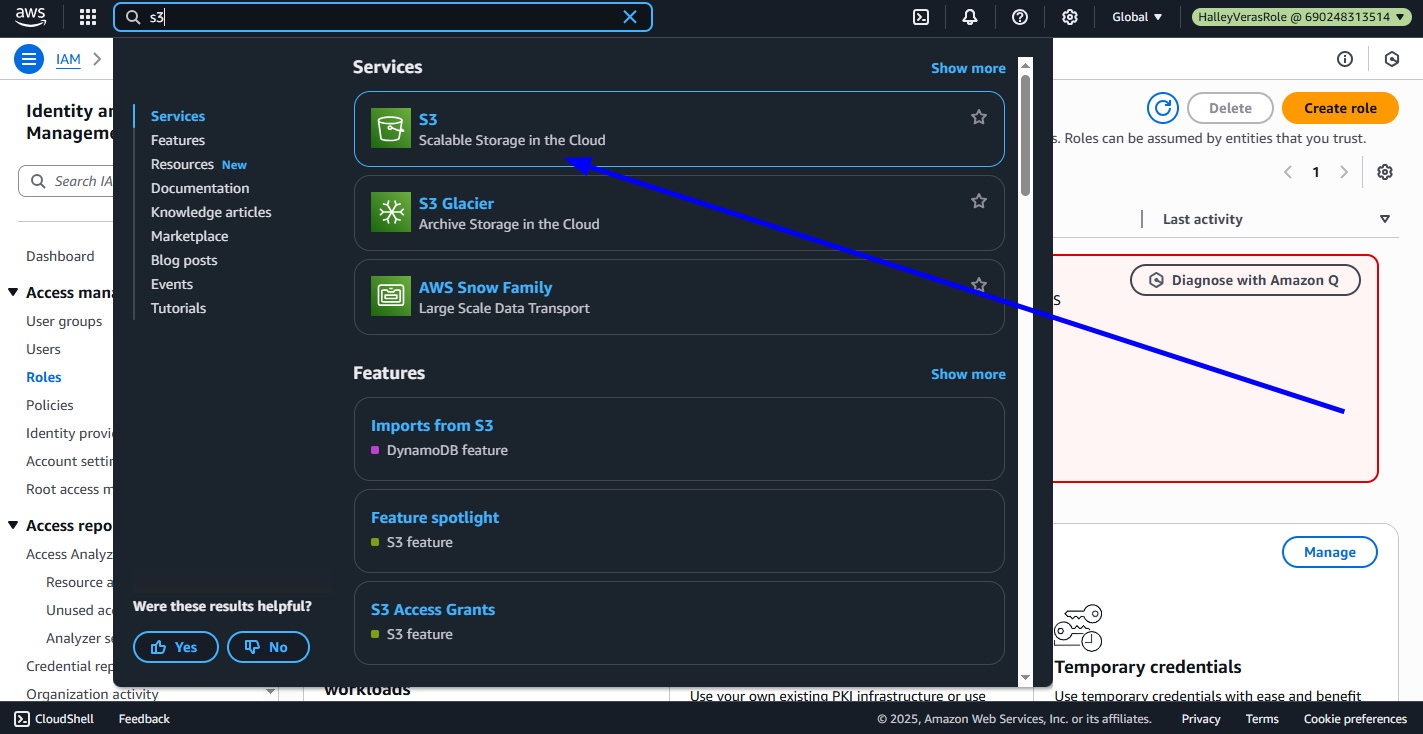 aws
s3
Global
HalleyVerasRole @ 690248313514
IAM
Identity an
Manageme
Search IA
Dashboard
Access mana
User groups
Users
Roles
Policies
Identity provi
Account settin
Root access m
Access repo
Access Analyz
Resource a
Unused acc
Analyzer se
Credential rep
Organization activity
Services
Features
Resources New
Documentation
Knowledge articles
Marketplace
Blog posts
Events
Tutorials
Were these results helpful?
Yes
No
Services
Show more
S3
Scalable Storage in the Cloud
S3 Glacier
Archive Storage in the Cloud
AWS Snow Family
Large Scale Data Transport
Features
Show more
Imports from S3
DynamoDB feature
Feature spotlight
S3 feature
S3 Access Grants
S3 feature
Delete
Create role
s. Roles can be assumed by entities that you trust.
1
Last activity
Diagnose with Amazon Q
s
Manage
workloads
Use your own existing PKI infrastructure or use
Temporary credentials
Use temporary credentials with ease and benefit
CloudShell
Feedback
© 2025, Amazon Web Services, Inc. or its affiliates.
Privacy
Terms
Cookie preferences